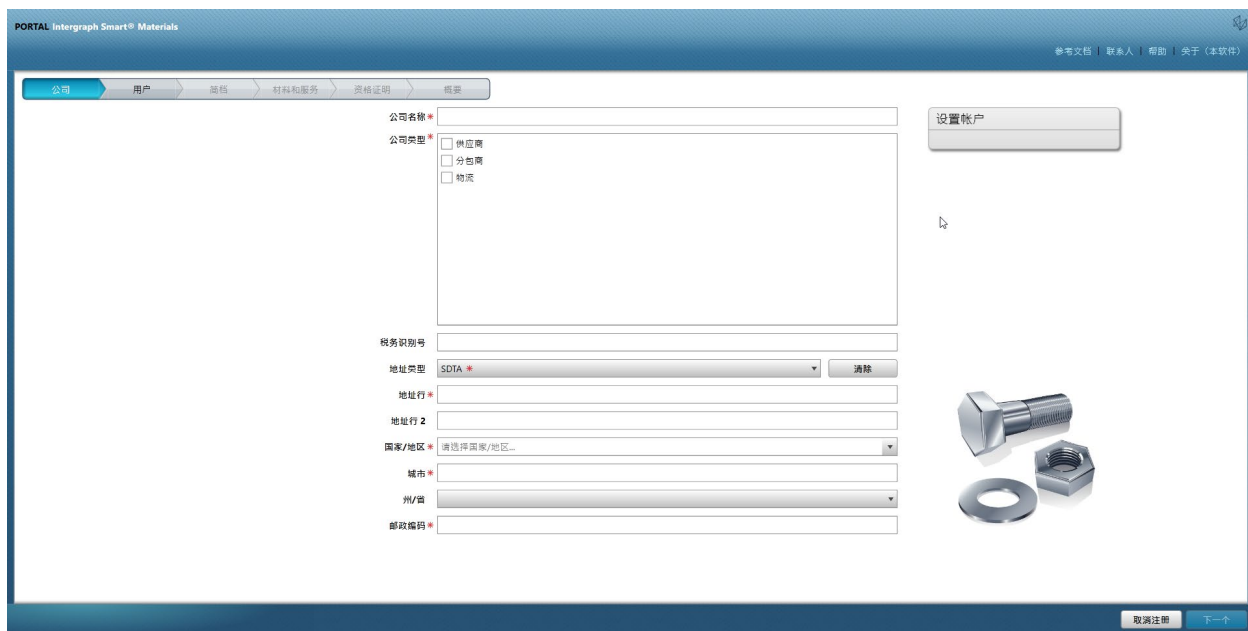 PORTAL Intergraph Smart® Materials
参考文档 | 联系人 | 帮助 | 关于（本软件）
公司 用户 简档 材料和服务 资格证明 概要
公司名称*
设置帐户
公司类型*
供应商
分包商
物流
税务识别号
地址类型 SDTA * 清除
地址行*
地址行 2
国家/地区* 请选择国家/地区...
城市*
州/省
邮政编码*
取消注册 下一个